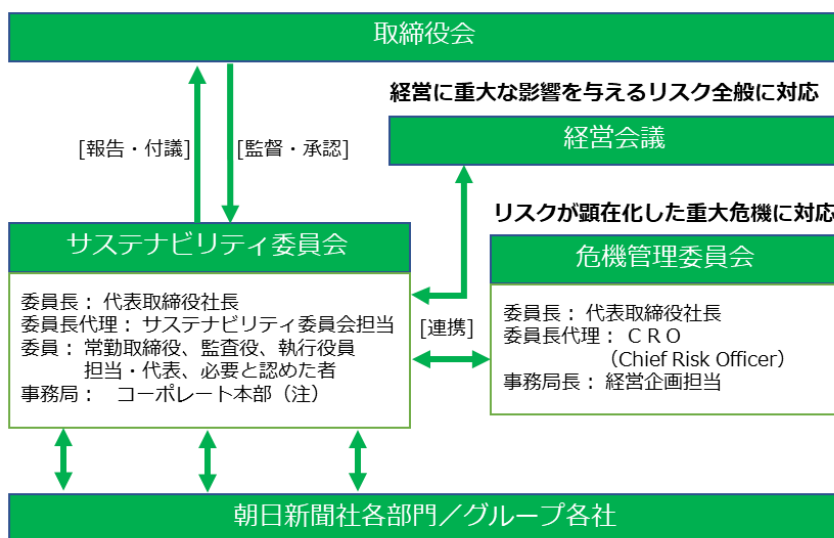 取締役会
経営に重大な影響を与えるリスク全般に対応
[報告・付議]
[監督・承認]
経営会議
リスクが顕在化した重大危機に対応
サステナビリティ委員会
委員長： 代表取締役社長
委員長代理： サステナビリティ委員会担当
委員： 常勤取締役、監査役、執行役員
担当・代表、必要と認めた者
事務局：　コーポレート本部（注）
[連携]
危機管理委員会
委員長： 代表取締役社長
委員長代理： ＣＲＯ
（Chief Risk Officer）
事務局長： 経営企画担当
朝日新聞社各部門／グループ各社